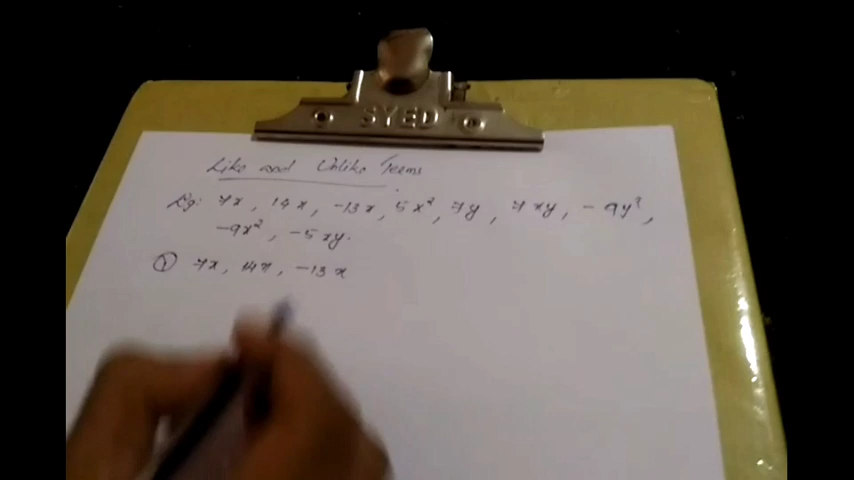 SYED
Like and Unlike Terms
Eg: 7x, 14x, -13x, 5x², 7y, 7xy, -9y²,
-9x², -5xy.
① 7x, 14x, -13x